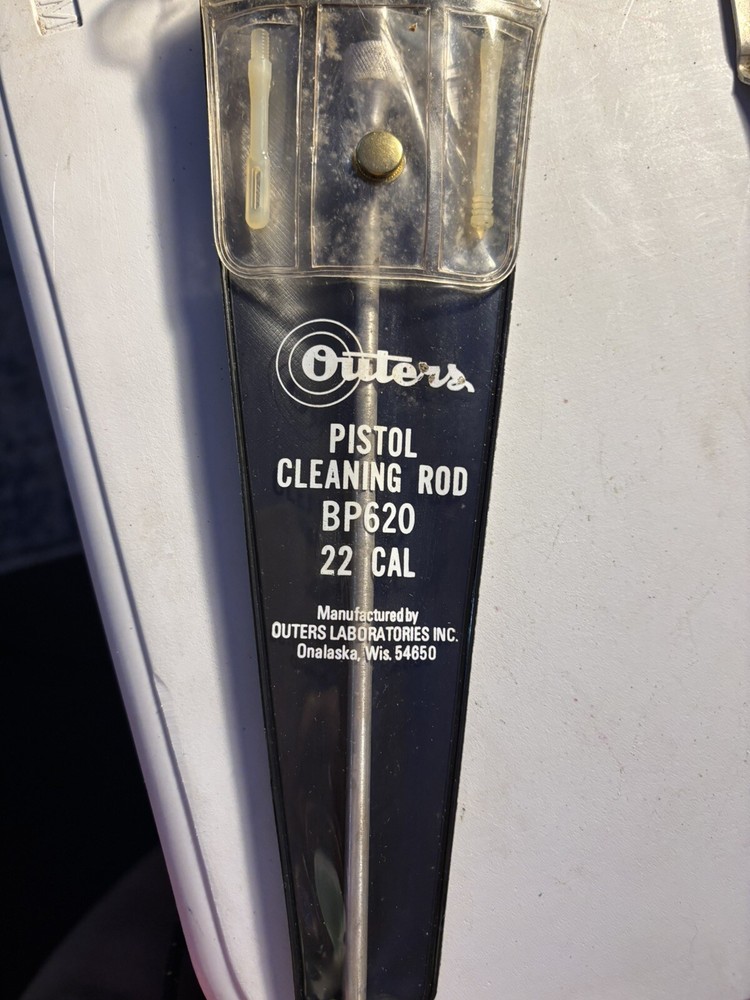 Outers
PISTOL
CLEANING ROD
BP620
22 CAL
Manufactured by
OUTERS LABORATORIES INC.
Onalaska, Wis. 54650